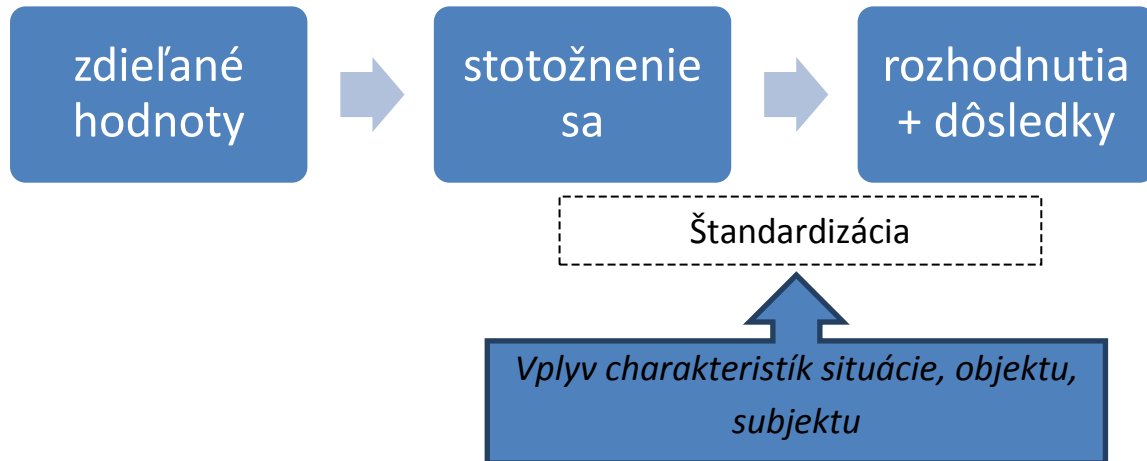 zdieľané
hodnoty
stotožnenie
sa
rozhodnutia
+ dôsledky
Štandardizácia
Vplyv charakteristík situácie, objektu,
subjektu